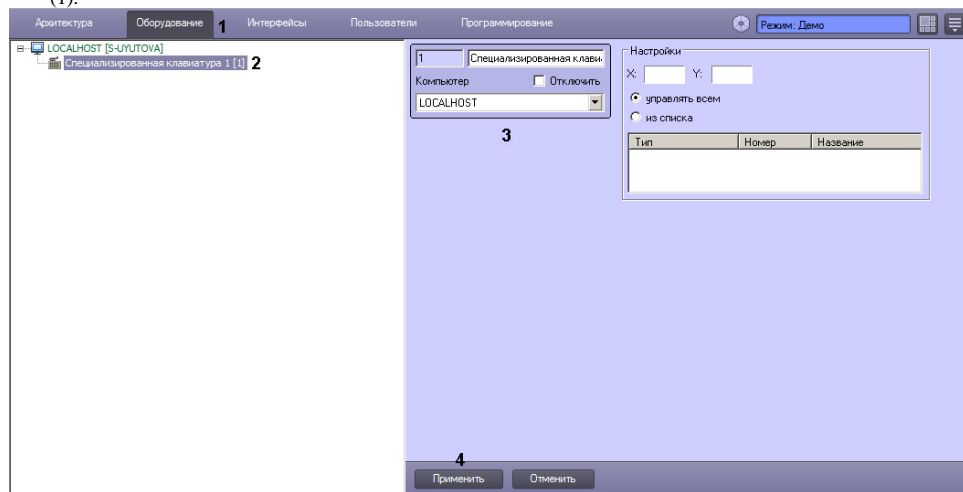 (1).
Архитектура Оборудование 1 Интерфейсы Пользователи Программирование Режим: Демо
LOCALHOST [S-UYUTOVA]
Специализированная клавиатура 1 [1] 2
1 Специализированная клави
Компьютер Отключить
LOCALHOST
3
Настройки
X: Y:
управлять всем
из списка
Тип Номер Название
4
Применить Отменить